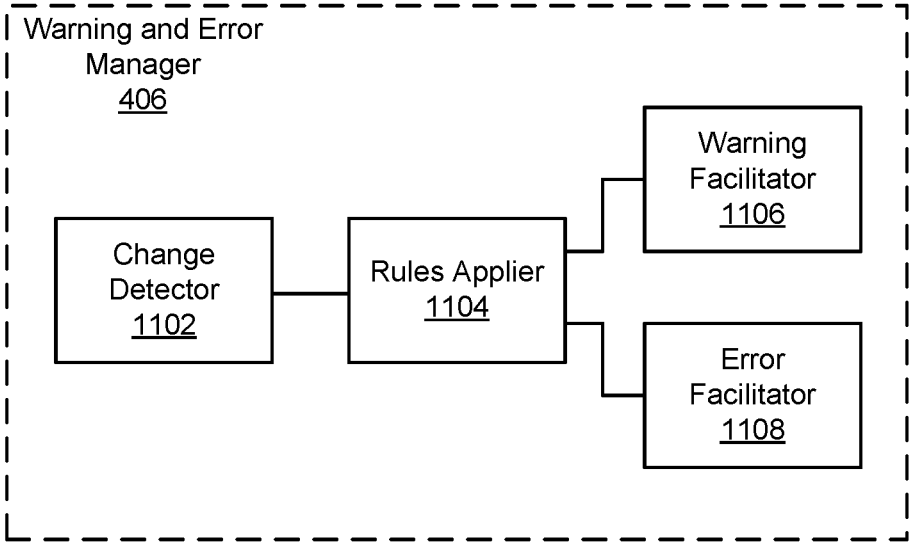 Warning and Error
Manager
406
Change
Detector
1102
Rules Applier
1104
Warning
Facilitator
1106
Error
Facilitator
1108